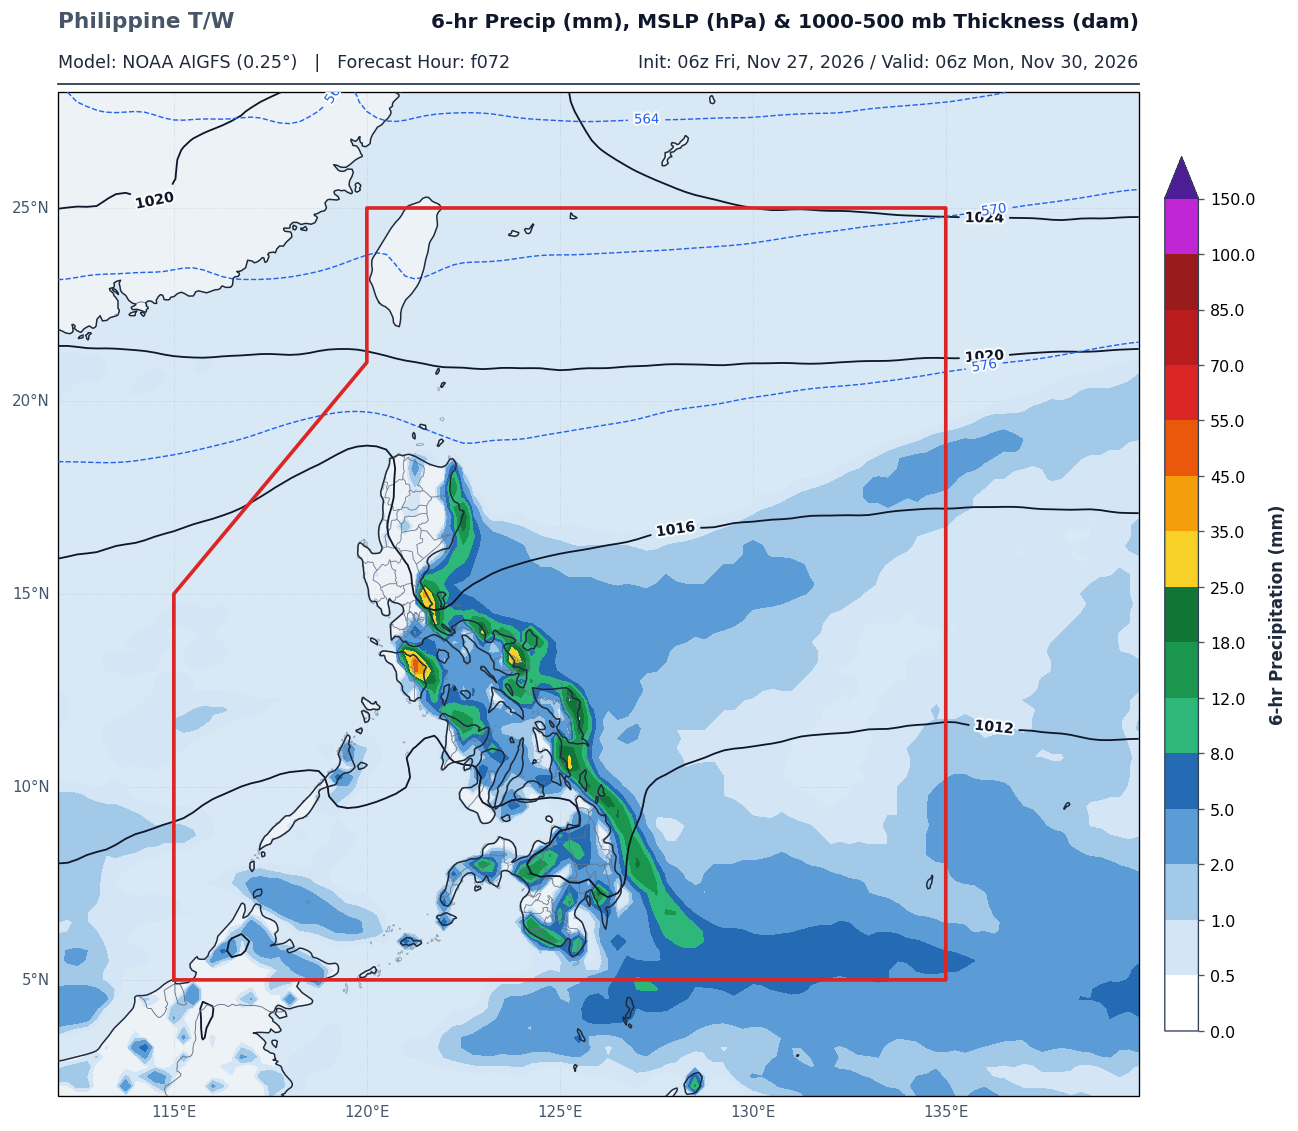 Philippine T/W
6-hr Precip (mm), MSLP (hPa) & 1000-500 mb Thickness (dam)
Model: NOAA AIGFS (0.25°) | Forecast Hour: f072
Init: 06z Fri, Nov 27, 2026 / Valid: 06z Mon, Nov 30, 2026
564
1020
25°N
570
1024
1020
576
20°N
1016
15°N
1012
10°N
5°N
115°E
120°E
125°E
130°E
135°E
150.0
100.0
85.0
70.0
55.0
45.0
35.0
25.0
18.0
12.0
8.0
5.0
2.0
1.0
0.5
0.0
6-hr Precipitation (mm)